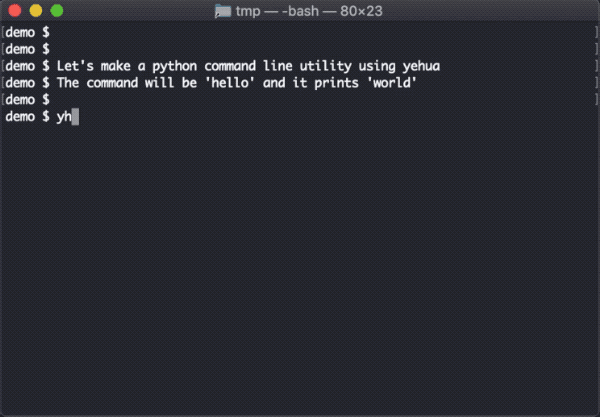 tmp — -bash — 80×23
[demo $ ]
[demo $ ]
[demo $ Let's make a python command line utility using yehua ]
[demo $ The command will be 'hello' and it prints 'world' ]
[demo $ ]
demo $ yh